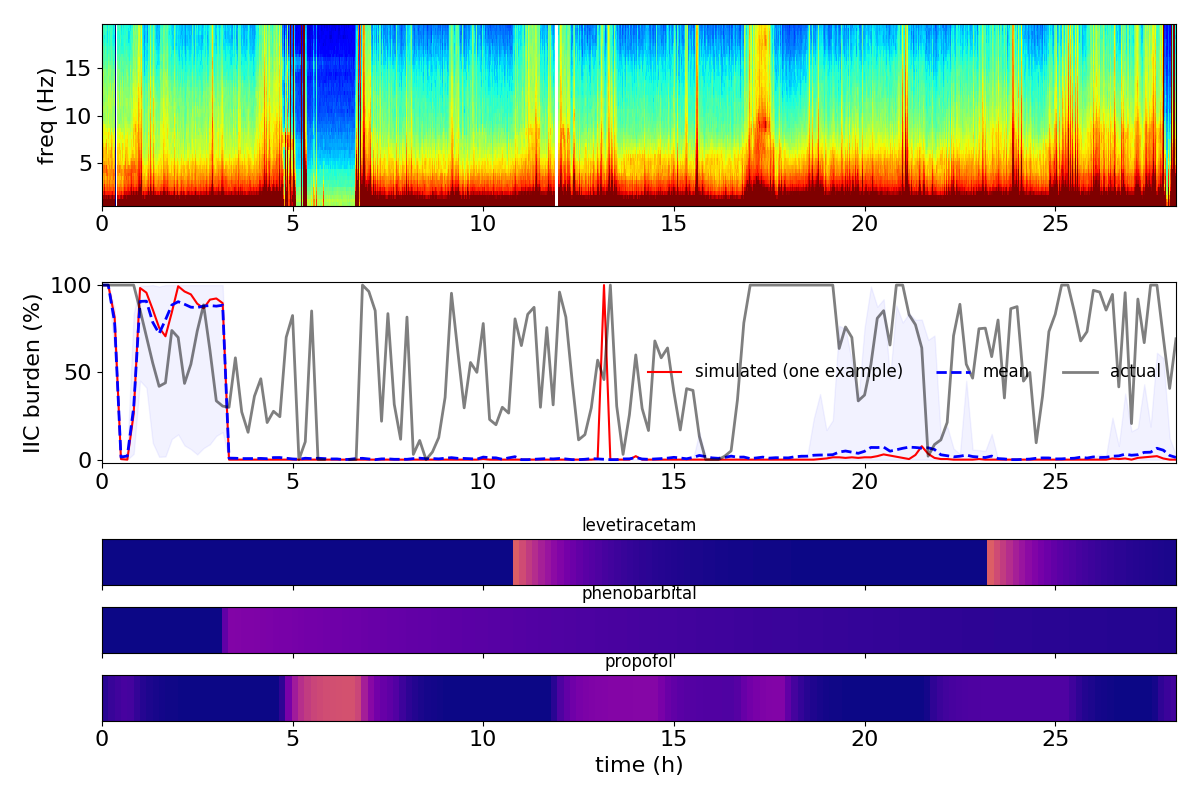 freq (Hz)
15
10
5
0 5 10 15 20 25
IIC burden (%)
100
50
0
simulated (one example) mean actual
0 5 10 15 20 25
levetiracetam
phenobarbital
propofol
0 5 10 15 20 25
time (h)